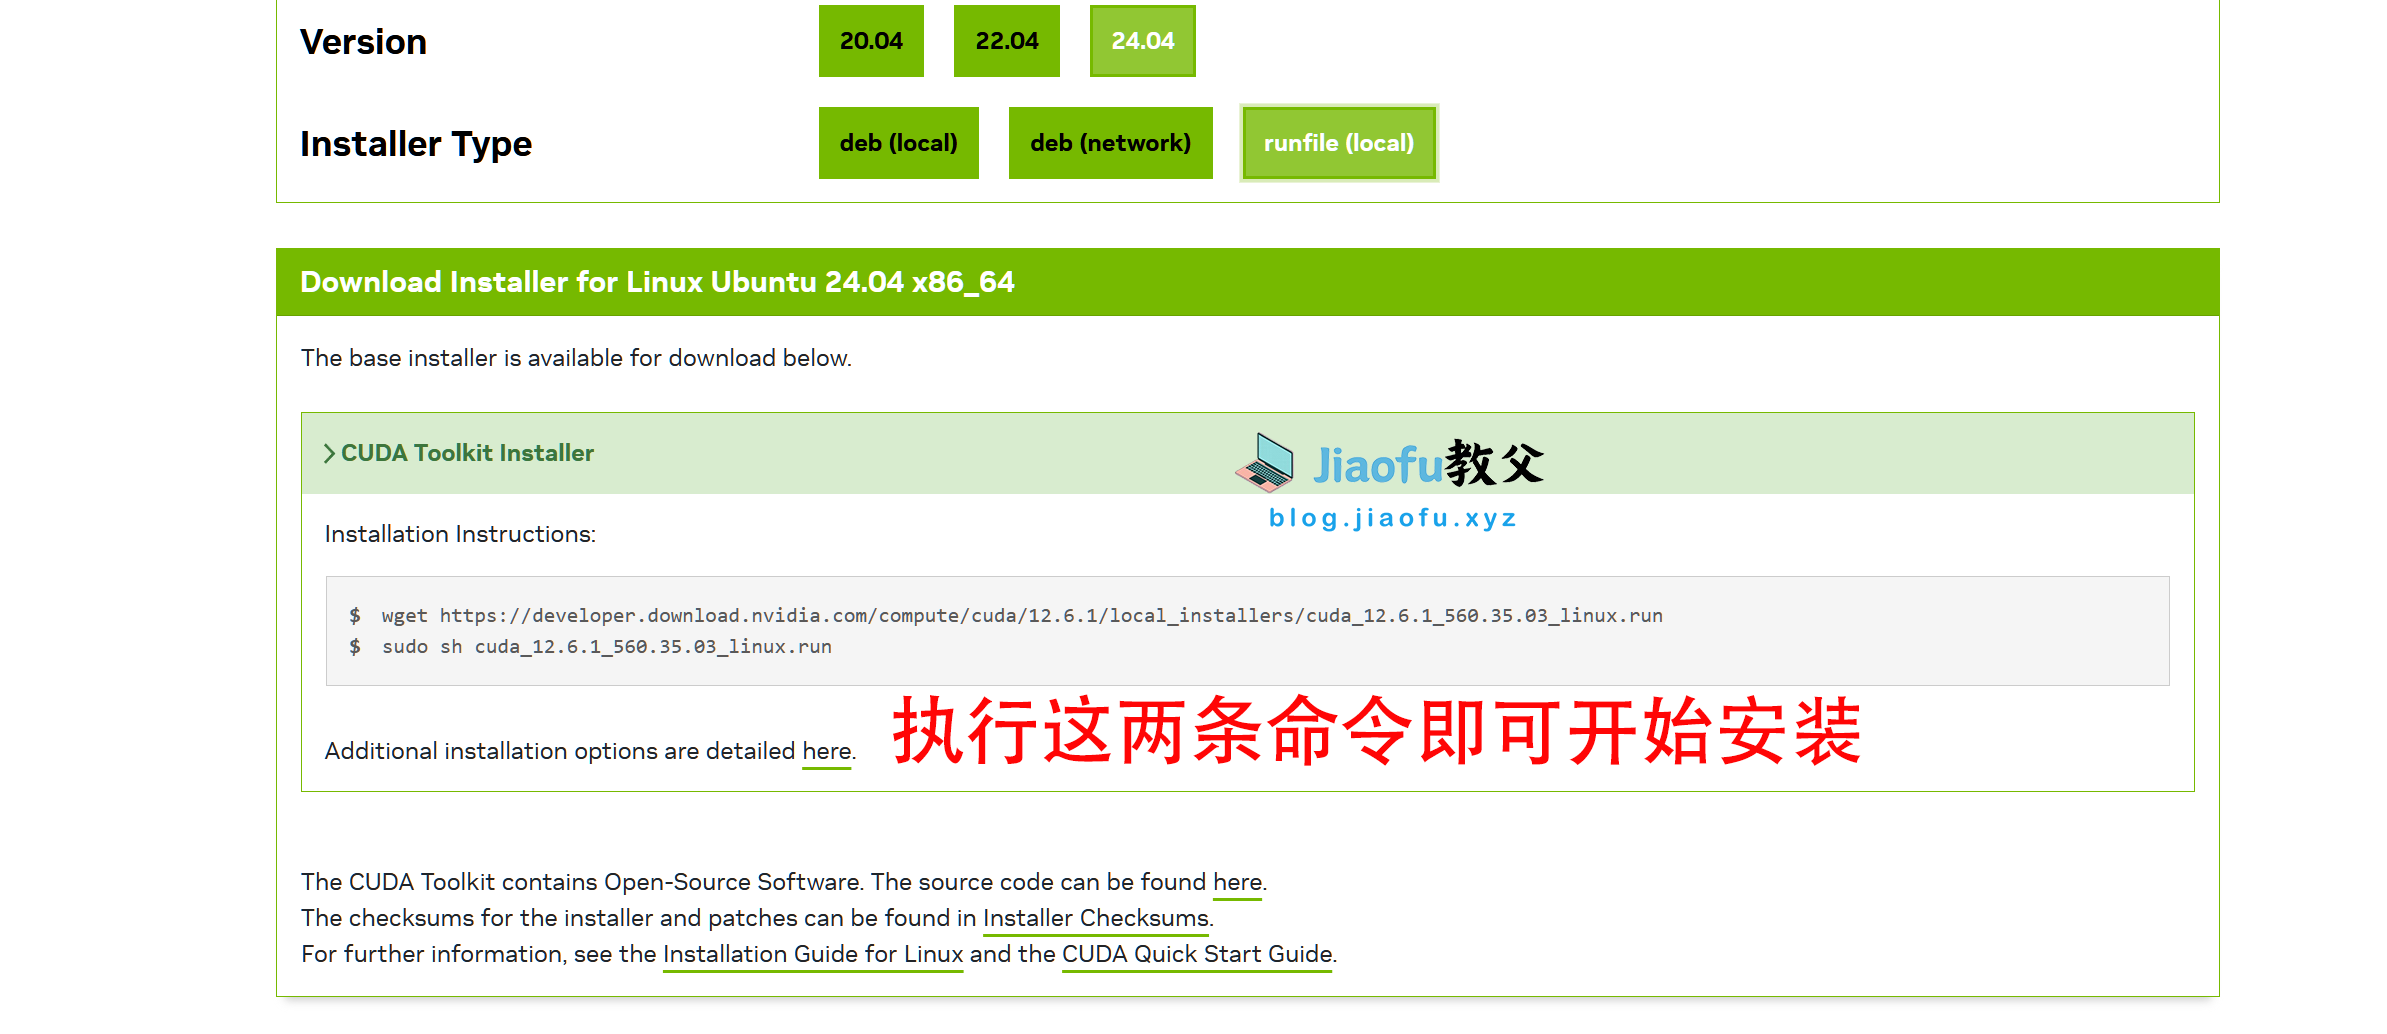 Version 20.04 22.04 24.04
Installer Type deb (local) deb (network) runfile (local)
Download Installer for Linux Ubuntu 24.04 x86_64
The base installer is available for download below.
CUDA Toolkit Installer
Jiaofu教父
blog.jiaofu.xyz
Installation Instructions:
$ wget https://developer.download.nvidia.com/compute/cuda/12.6.1/local_installers/cuda_12.6.1_560.35.03_linux.run
$ sudo sh cuda_12.6.1_560.35.03_linux.run
执行这两条命令即可开始安装
Additional installation options are detailed here.
The CUDA Toolkit contains Open-Source Software. The source code can be found here.
The checksums for the installer and patches can be found in Installer Checksums.
For further information, see the Installation Guide for Linux and the CUDA Quick Start Guide.